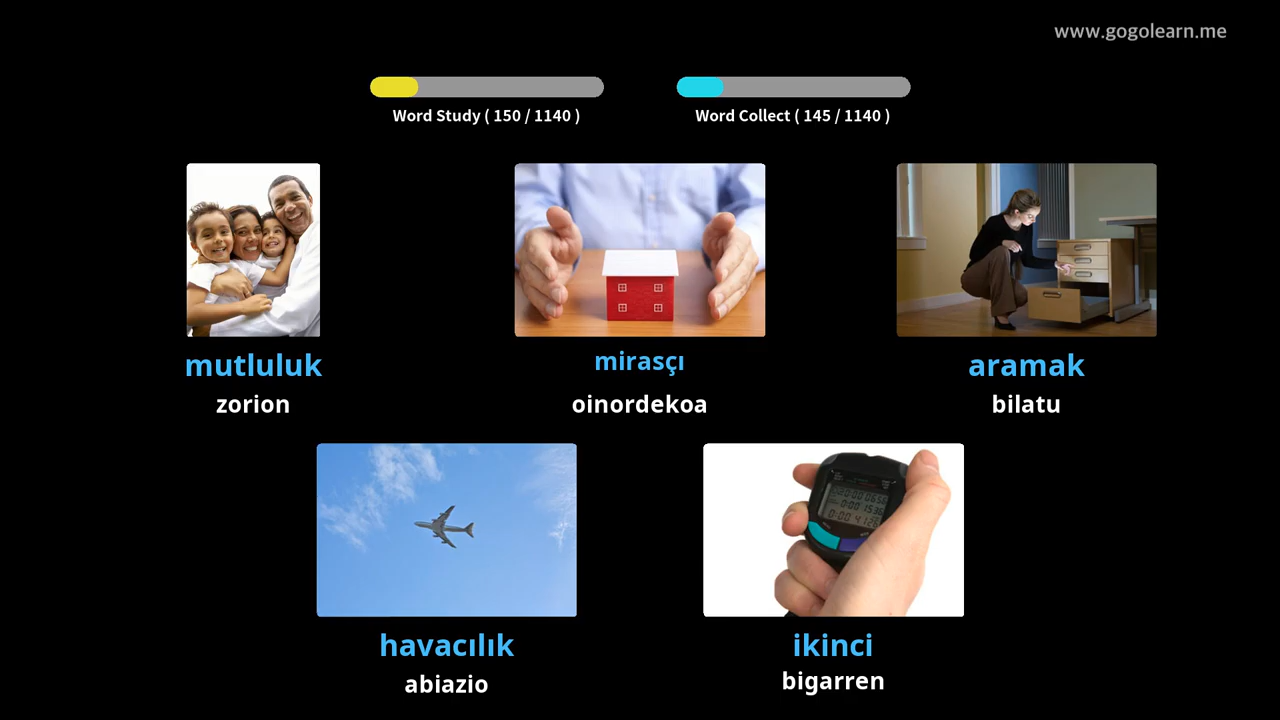 www.gogolearn.me
Word Study ( 150 / 1140 )
Word Collect ( 145 / 1140 )
mutluluk
zorion
mirasçı
oinordekoa
aramak
bilatu
havacılık
abiazio
ikinci
bigarren